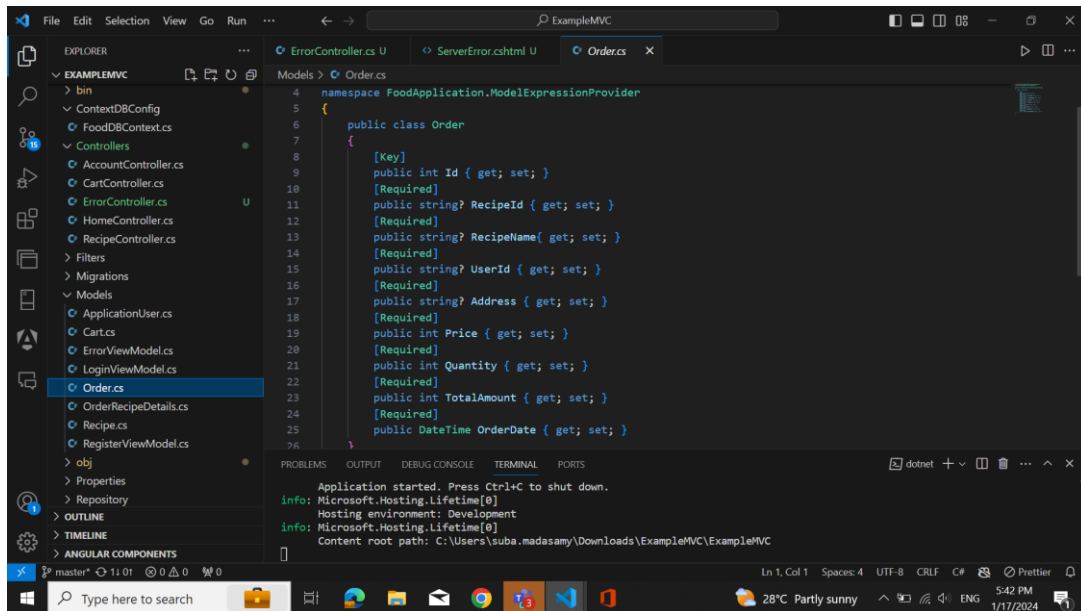 File Edit Selection View Go Run ··· ExampleMVC
EXPLORER ···
EXAMPLEMVC
bin
ContextDBConfig
FoodDBContext.cs
Controllers
AccountController.cs
CartController.cs
ErrorController.cs U
HomeController.cs
RecipeController.cs
Filters
Migrations
Models
ApplicationUser.cs
Cart.cs
ErrorViewModel.cs
LoginViewModel.cs
Order.cs
OrderRecipeDetails.cs
Recipe.cs
RegisterViewModel.cs
obj
Properties
Repository
OUTLINE
TIMELINE
ANGULAR COMPONENTS
15
1
ErrorController.cs U ServerError.cshtml U Order.cs
Models > Order.cs
4 namespace FoodApplication.ModelExpressionProvider
5 {
6 public class Order
7 {
8 [Key]
9 public int Id { get; set; }
10 [Required]
11 public string? RecipeId { get; set; }
12 [Required]
13 public string? RecipeName{ get; set; }
14 [Required]
15 public string? UserId { get; set; }
16 [Required]
17 public string? Address { get; set; }
18 [Required]
19 public int Price { get; set; }
20 [Required]
21 public int Quantity { get; set; }
22 [Required]
23 public int TotalAmount { get; set; }
24 [Required]
25 public DateTime OrderDate { get; set; }
26 }
PROBLEMS OUTPUT DEBUG CONSOLE TERMINAL PORTS dotnet
Application started. Press Ctrl+C to shut down.
info: Microsoft.Hosting.Lifetime[0]
Hosting environment: Development
info: Microsoft.Hosting.Lifetime[0]
Content root path: C:\Users\suba.madasamy\Downloads\ExampleMVC\ExampleMVC
master* 1↓ 0↑ 0 0 0 Ln 1, Col 1 Spaces: 4 UTF-8 CRLF C# Prettier
Type here to search 28°C Partly sunny ENG 5:42 PM
1/17/2024